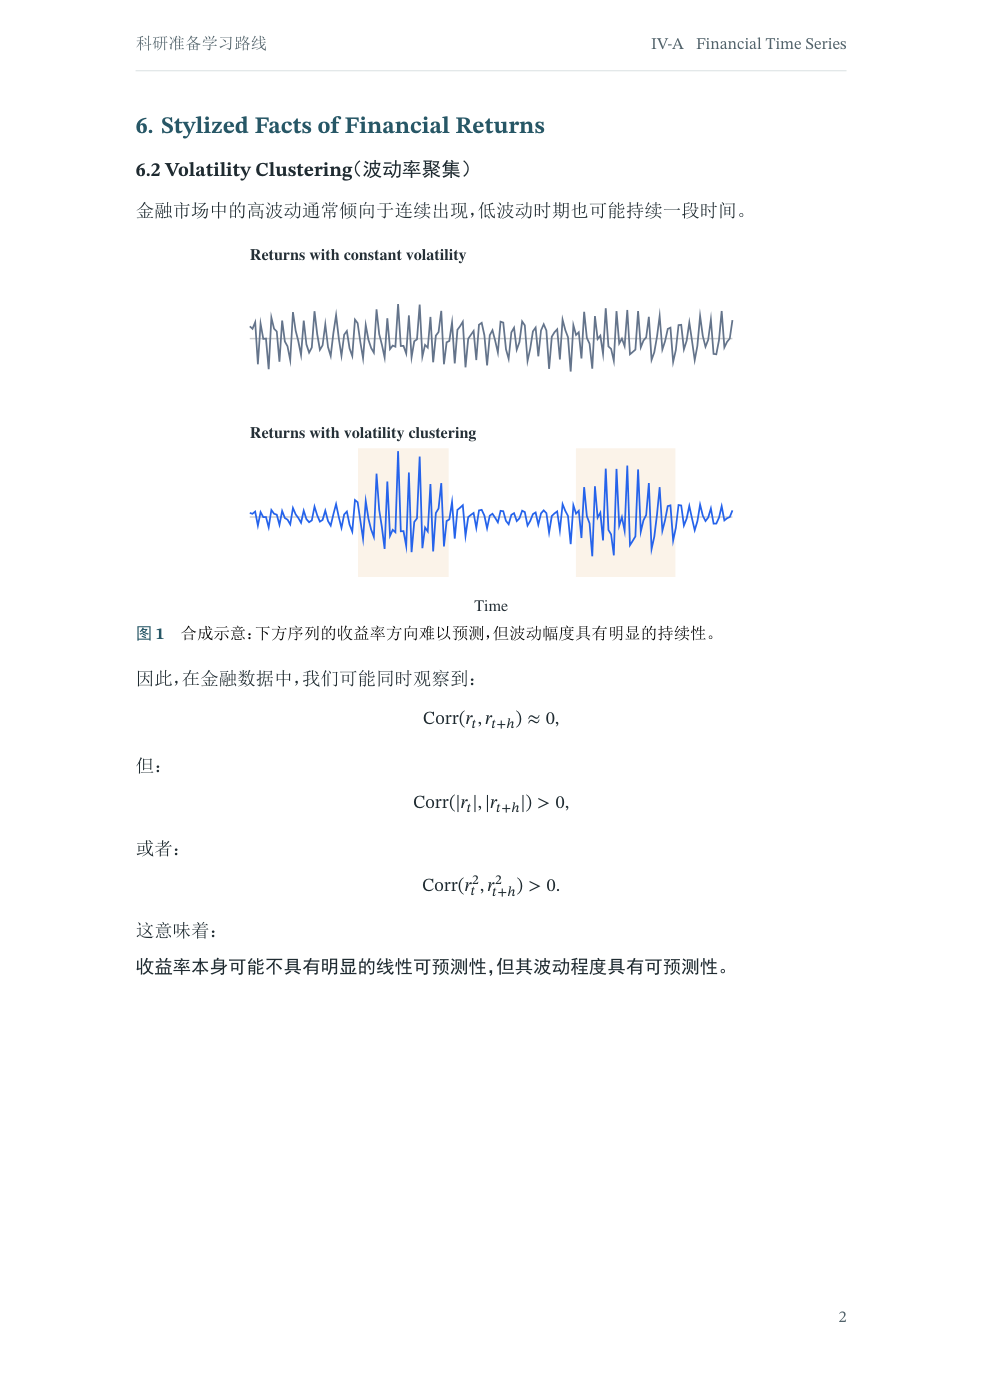 科研准备学习路线
IV-A Financial Time Series
6. Stylized Facts of Financial Returns
6.2 Volatility Clustering（波动率聚集）
金融市场中的高波动通常倾向于连续出现，低波动时期也可能持续一段时间。
Returns with constant volatility
Returns with volatility clustering
Time
图 1 合成示意：下方序列的收益率方向难以预测，但波动幅度具有明显的持续性。
因此，在金融数据中，我们可能同时观察到：
Corr(r_t, r_{t+h}) ≈ 0,
但：
Corr(|r_t|, |r_{t+h}|) > 0,
或者：
Corr(r_t^2, r_{t+h}^2) > 0.
这意味着：
收益率本身可能不具有明显的线性可预测性，但其波动程度具有可预测性。
2